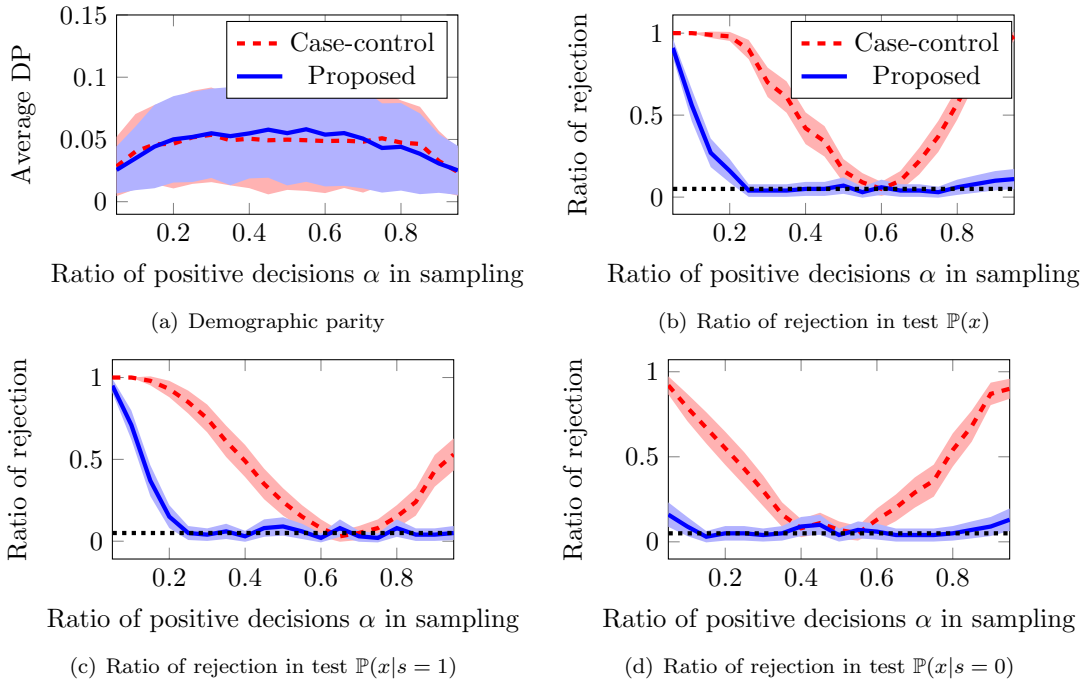 0.15
0.1
0.05
0
Average DP
Case-control
Proposed
0.2 0.4 0.6 0.8
Ratio of positive decisions α in sampling
(a) Demographic parity
1
0.5
0
Ratio of rejection
Case-control
Proposed
0.2 0.4 0.6 0.8
Ratio of positive decisions α in sampling
(b) Ratio of rejection in test ℙ(x)
1
0.5
0
Ratio of rejection
0.2 0.4 0.6 0.8
Ratio of positive decisions α in sampling
(c) Ratio of rejection in test ℙ(x|s = 1)
1
0.5
0
Ratio of rejection
0.2 0.4 0.6 0.8
Ratio of positive decisions α in sampling
(d) Ratio of rejection in test ℙ(x|s = 0)